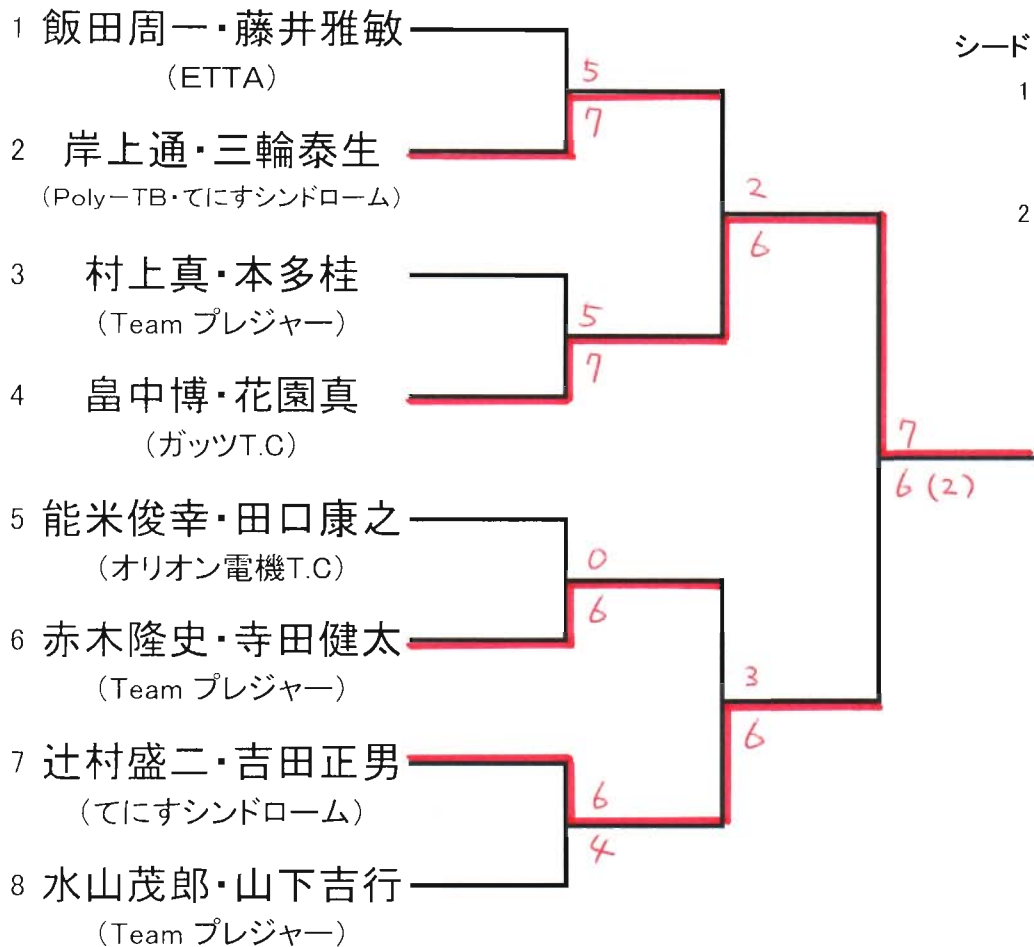 1 飯田周一・藤井雅敏
(ETTA)
2 岸上通・三輪泰生
(Poly－TB・てにすシンドローム)
3 村上真・本多桂
(Team プレジャー)
4 畠中博・花園真
(ガッツT.C)
5 能米俊幸・田口康之
(オリオン電機T.C)
6 赤木隆史・寺田健太
(Team プレジャー)
7 辻村盛二・吉田正男
(てにすシンドローム)
8 水山茂郎・山下吉行
(Team プレジャー)
5
7
5
7
0
6
6
4
2
6
3
6
7
6 (2)
シード
1
2